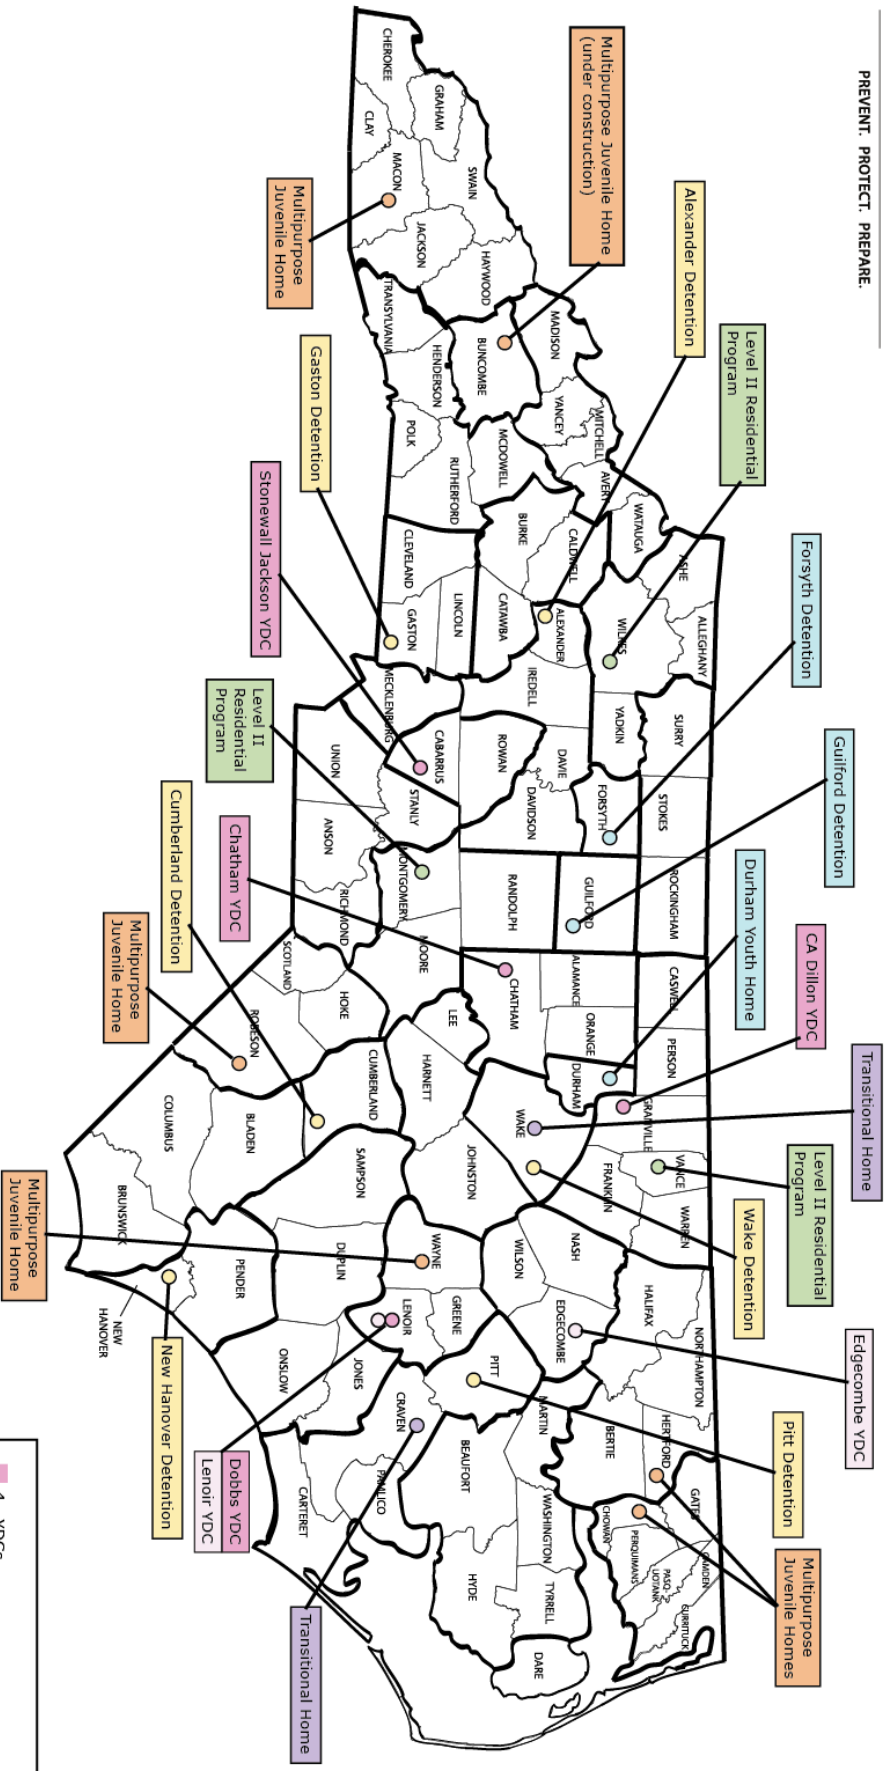 PREVENT. PROTECT. PREPARE.
Multipurpose Juvenile Home
(under construction)
Alexander Detention
Level II Residential
Program
Forsyth Detention
Guilford Detention
Durham Youth Home
CA Dillon YDC
Transitional Home
Level II Residential
Program
Wake Detention
Edgecombe YDC
Pitt Detention
Multipurpose
Juvenile Homes
CHEROKEE
GRAHAM
CLAY
MACON
SWAIN
JACKSON
HAYWOOD
TRANSYLVANIA
HENDERSON
BUNCOMBE
MADISON
YANCEY
MITCHELL
AVERY
MCDOWELL
POLK
RUTHERFORD
BURKE
CALDWELL
WATAUGA
ASHE
ALLEGHANY
WILKES
ALEXANDER
CATAWBA
LINCOLN
CLEVELAND
GASTON
IREDELL
MECKLENBURG
CABARRUS
ROWAN
DAVIE
YADKIN
SURRY
STOKES
FORSYTH
DAVIDSON
STANLY
UNION
ANSON
MONTGOMERY
RICHMOND
RANDOLPH
GUILFORD
ROCKINGHAM
CASWELL
ALAMANCE
CHATHAM
MOORE
SCOTLAND
HOKE
LEE
ORANGE
PERSON
DURHAM
GRANVILLE
VANCE
WARREN
FRANKLIN
WAKE
HARNETT
CUMBERLAND
ROBESON
COLUMBUS
BLADEN
BRUNSWICK
SAMPSON
JOHNSTON
NASH
WILSON
WAYNE
DUPLIN
PENDER
NEW
HANOVER
ONSLOW
JONES
LENOIR
GREENE
EDGECOMBE
HALIFAX
NORTHAMPTON
HERTFORD
BERTIE
MARTIN
PITT
CRAVEN
CARTERET
PAMLICO
BEAUFORT
WASHINGTON
HYDE
TYRRELL
DARE
GATES
CHOWAN
PERQUIMANS
PASQ-
UOTANK
CAMDEN
CURRITUCK
Multipurpose
Juvenile Home
Gaston Detention
Stonewall Jackson YDC
Level II
Residential
Program
Cumberland Detention
Chatham YDC
Multipurpose
Juvenile Home
Multipurpose
Juvenile Home
New Hanover Detention
Dobbs YDC
Lenoir YDC
Transitional Home